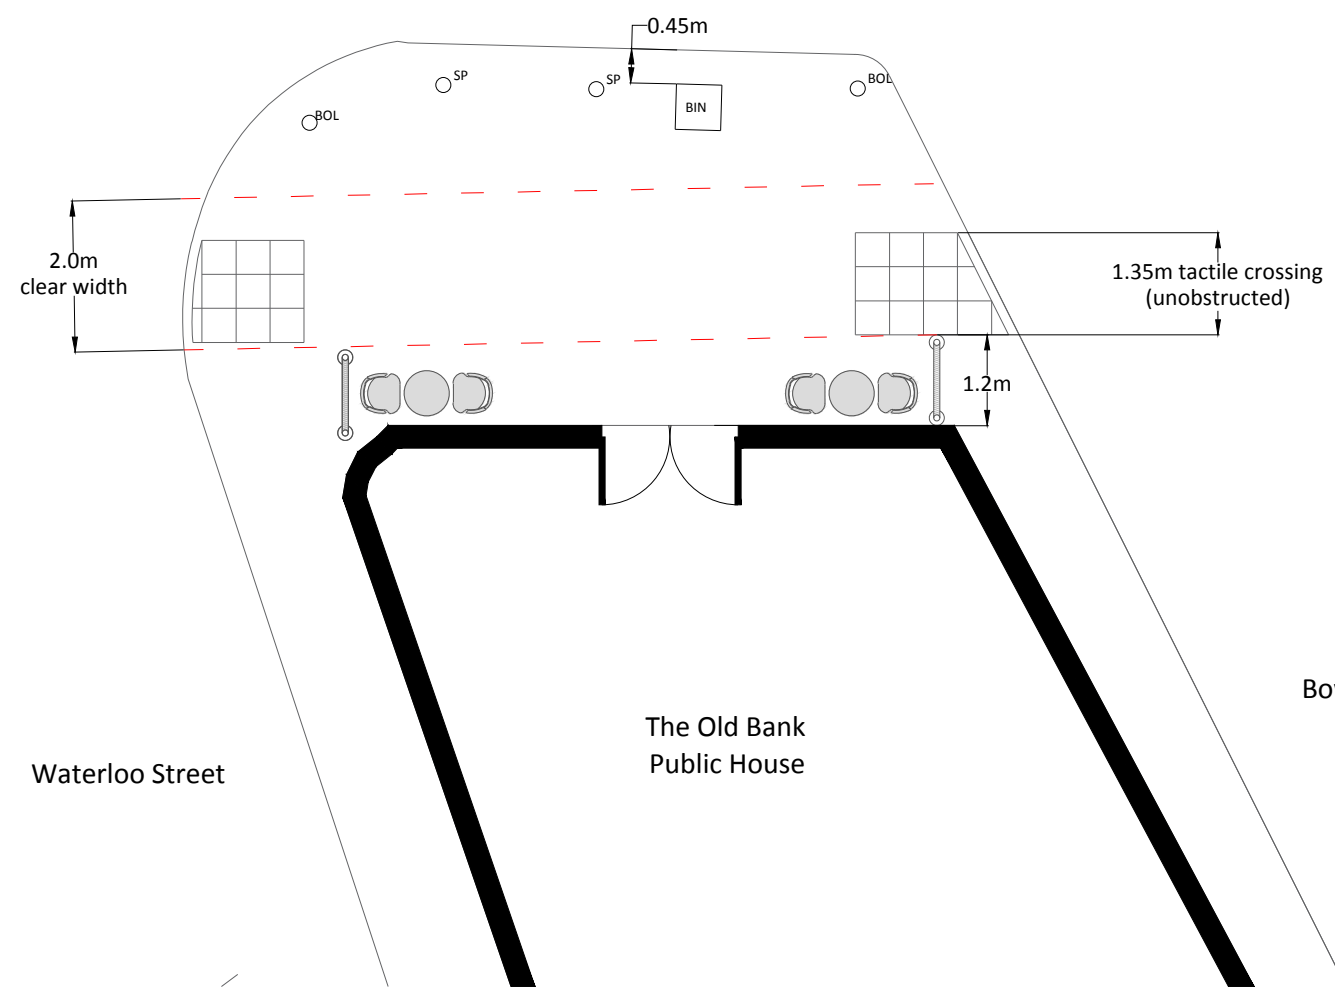 0.45m
SP
SP
BOL
BOL
BIN
2.0m
clear width
1.35m tactile crossing
(unobstructed)
1.2m
The Old Bank
Public House
Waterloo Street